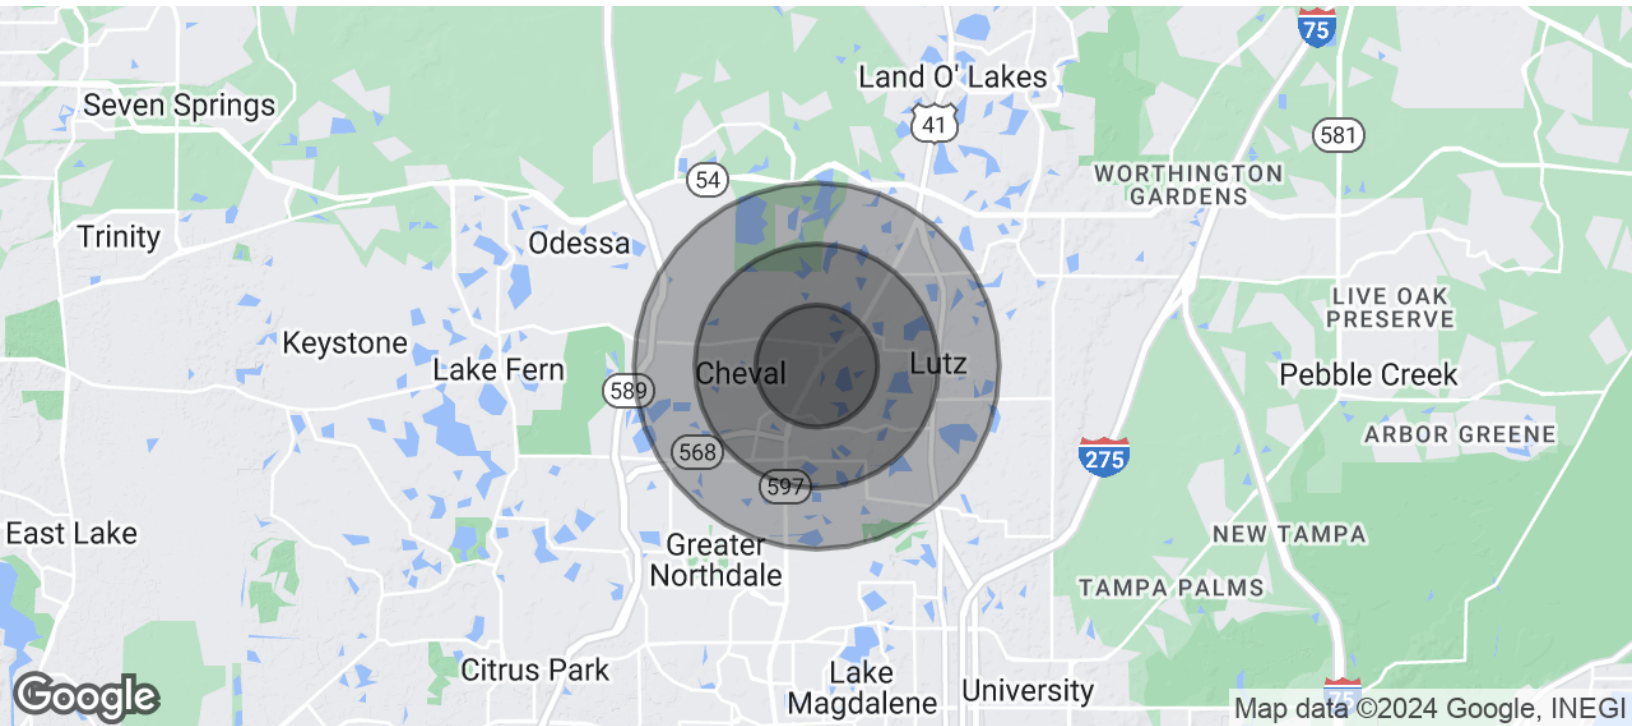 75
Land O' Lakes
Seven Springs
41
581
WORTHINGTON
GARDENS
54
Trinity
Odessa
LIVE OAK
PRESERVE
Keystone
Lake Fern
Cheval
Lutz
Pebble Creek
589
ARBOR GREENE
568
275
597
East Lake
NEW TAMPA
Greater
Northdale
TAMPA PALMS
Citrus Park
Lake
Magdalene
University
75
Google
Map data ©2024 Google, INEGI